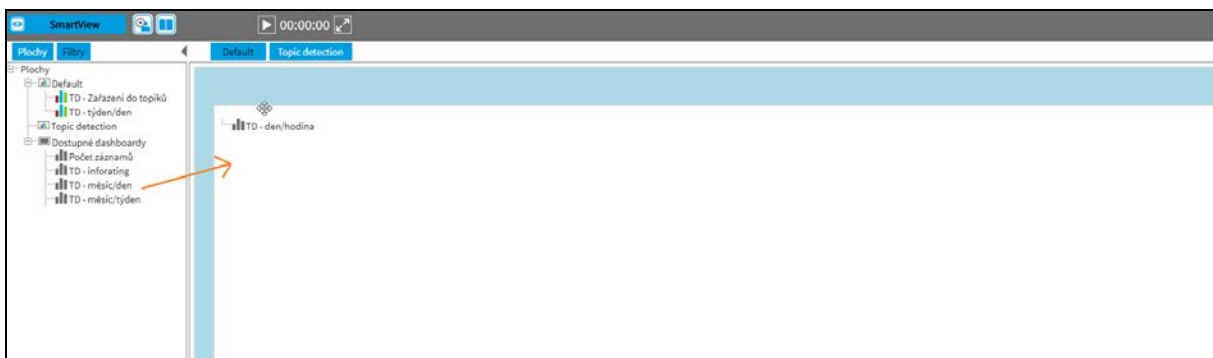 SmartView 00:00:00
Plochy Filtry Default Topic detection
Plochy
Default
TD - Zařazení do topiků
TD - týden/den
Topic detection
Dostupné dashboardy
Počet záznamů
TD - inforating
TD - měsíc/den
TD - měsíc/týden
TD - den/hodina